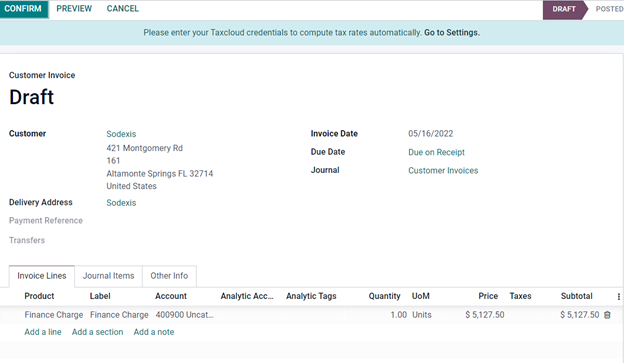 CONFIRM PREVIEW CANCEL DRAFT POSTED
Please enter your Taxcloud credentials to compute tax rates automatically. Go to Settings.
Customer Invoice
Draft
Customer Sodexis Invoice Date 05/16/2022
421 Montgomery Rd Due Date Due on Receipt
161
Altamonte Springs FL 32714 Journal Customer Invoices
United States
Delivery Address Sodexis
Payment Reference
Transfers
Invoice Lines Journal Items Other Info
Product Label Account Analytic Acc... Analytic Tags Quantity UoM Price Taxes Subtotal
Finance Charge Finance Charge 400900 Uncat... 1.00 Units $ 5,127.50 $ 5,127.50
Add a line Add a section Add a note